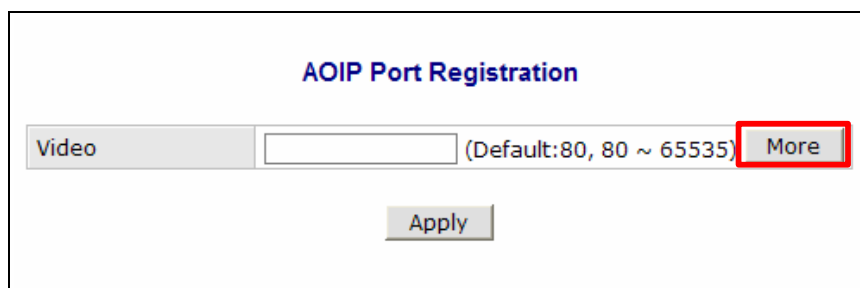 AOIP Port Registration
Video (Default:80, 80 ~ 65535) More
Apply